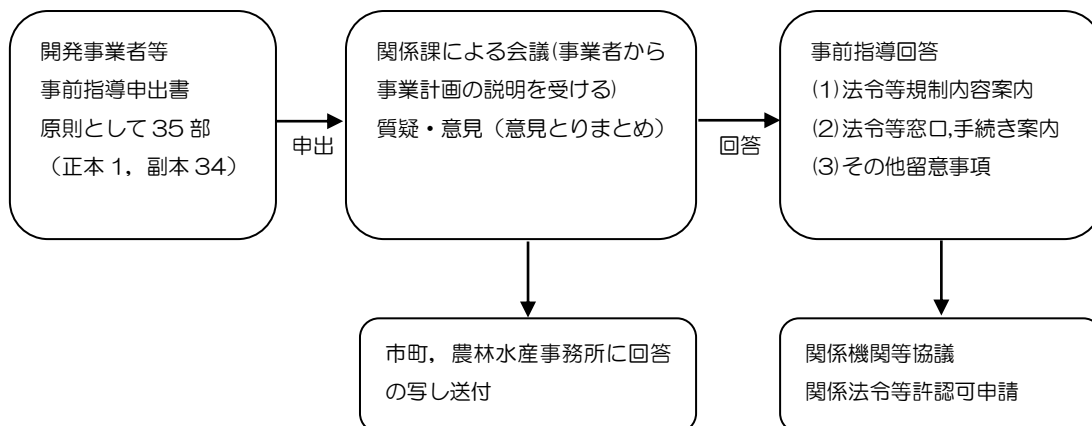 開発事業者等
事前指導申出書
原則として 35 部
（正本 1，副本 34）
申出
関係課による会議(事業者から
事業計画の説明を受ける)
質疑・意見（意見とりまとめ）
回答
事前指導回答
(1)法令等規制内容案内
(2)法令等窓口,手続き案内
(3)その他留意事項
市町，農林水産事務所に回答
の写し送付
関係機関等協議
関係法令等許認可申請